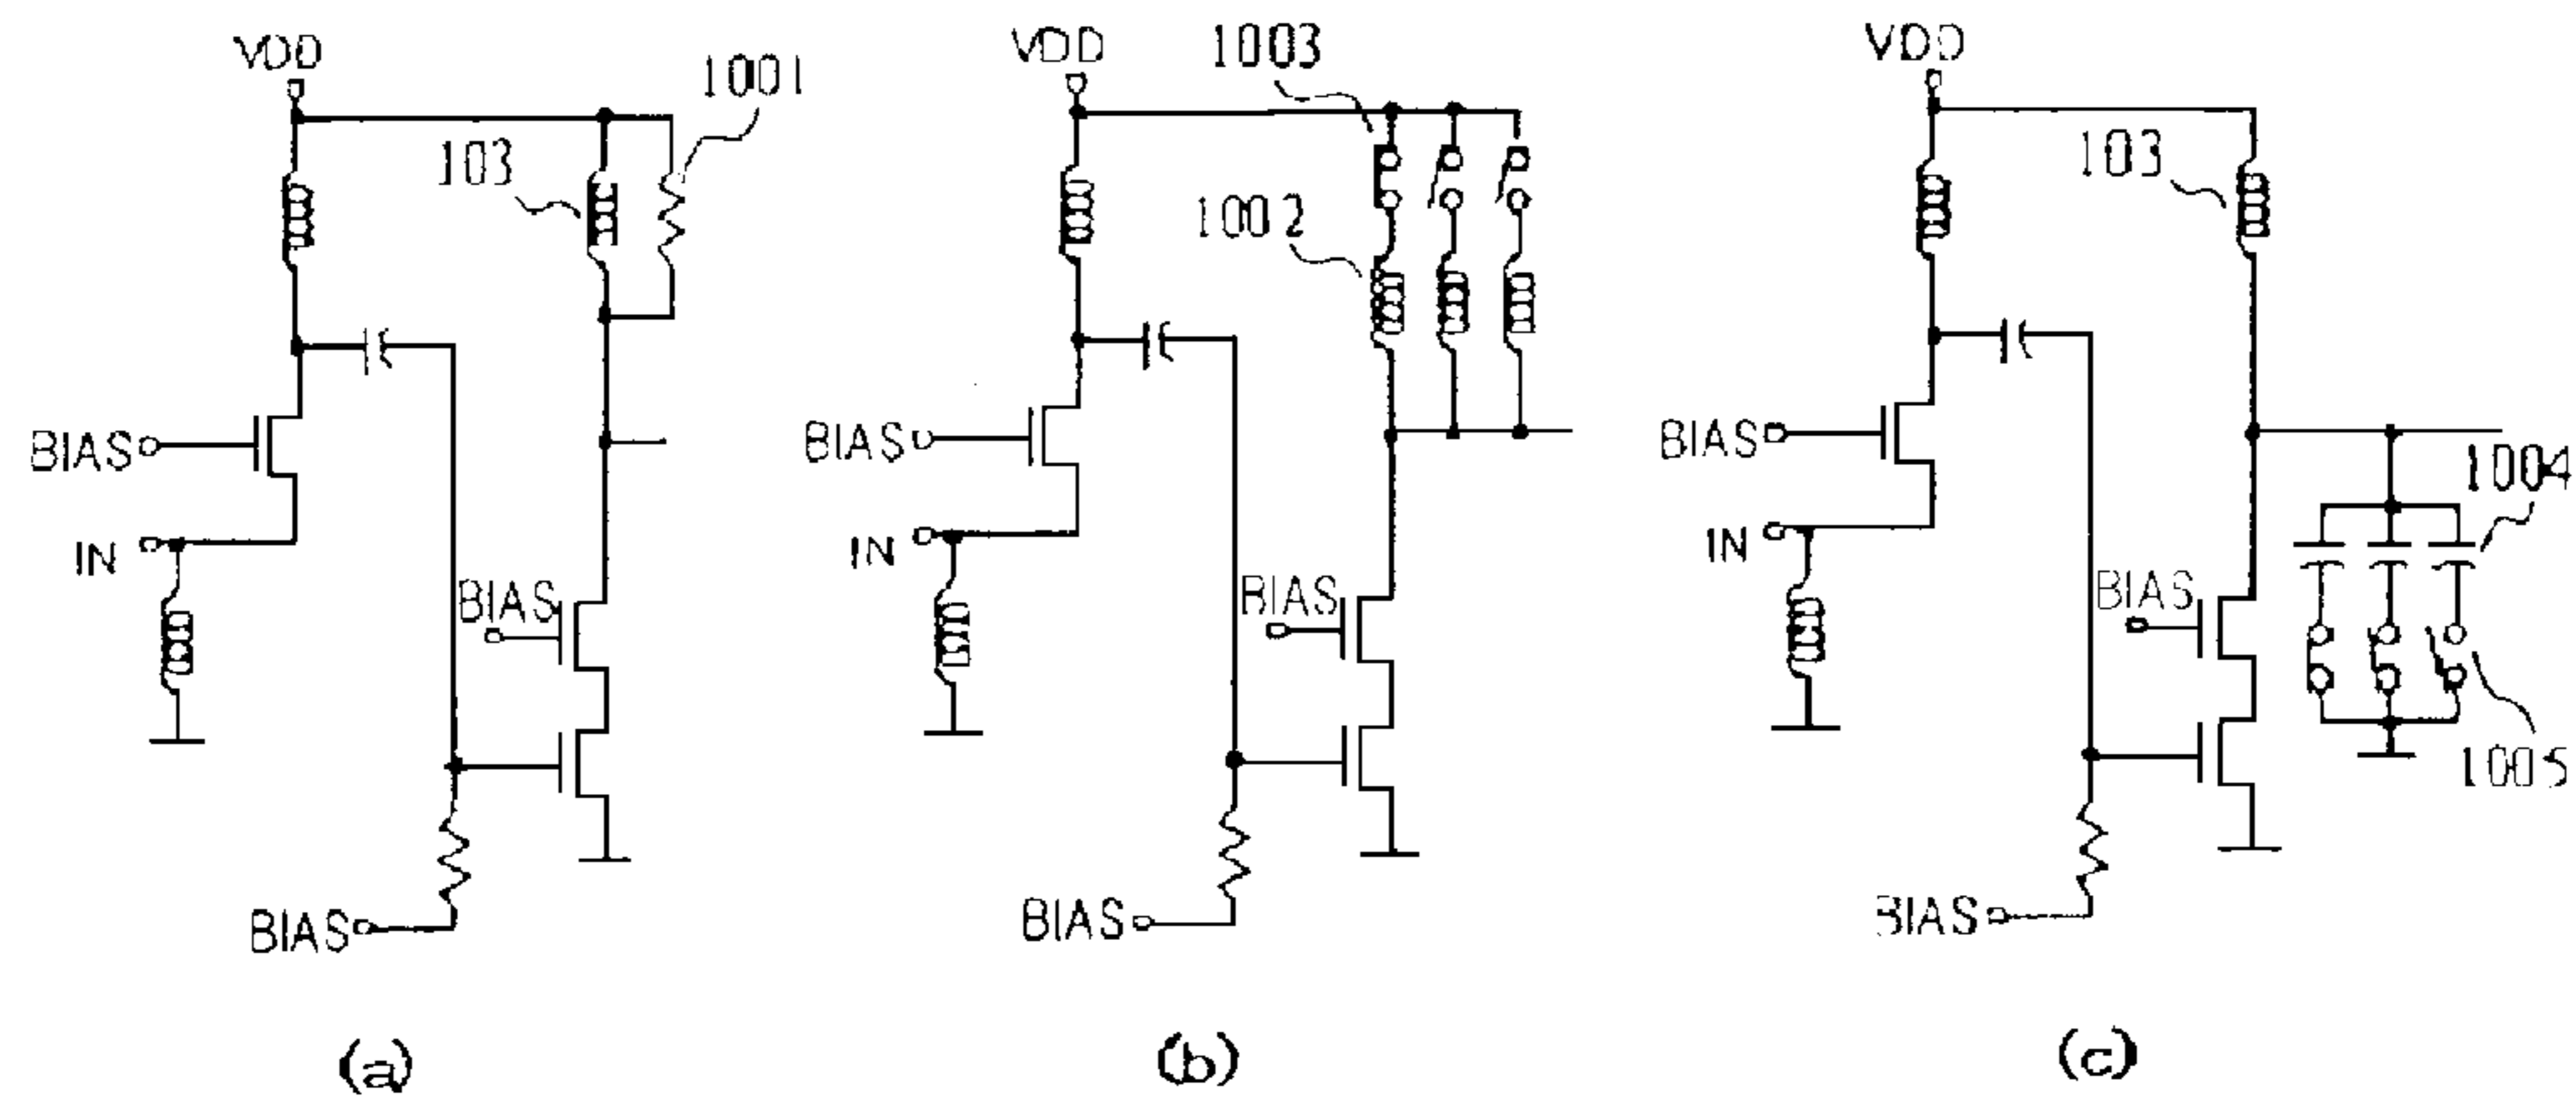 VDD
1001
103
BIAS
IN
BIAS
BIAS
(a)
VDD
1003
1002
BIAS
IN
BIAS
BIAS
(b)
VDD
103
BIAS
1004
IN
BIAS
1005
BIAS
(c)